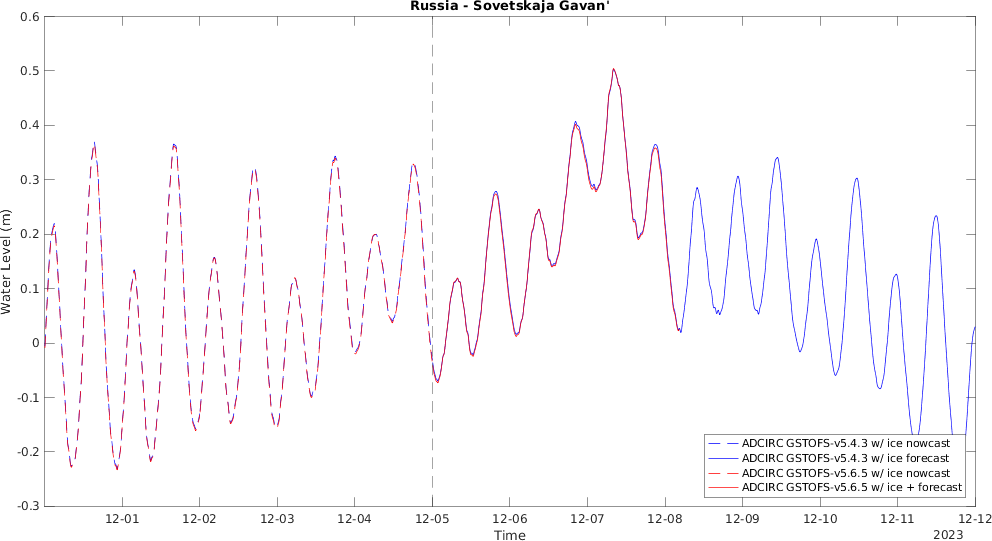 Russia - Sovetskaja Gavan'
Water Level (m)
0.6
0.5
0.4
0.3
0.2
0.1
0
-0.1
-0.2
-0.3
ADCIRC GSTOFS-v5.4.3 w/ ice nowcast
ADCIRC GSTOFS-v5.4.3 w/ ice forecast
ADCIRC GSTOFS-v5.6.5 w/ ice nowcast
ADCIRC GSTOFS-v5.6.5 w/ ice + forecast
12-01 12-02 12-03 12-04 12-05 12-06 12-07 12-08 12-09 12-10 12-11 12-12
Time
2023